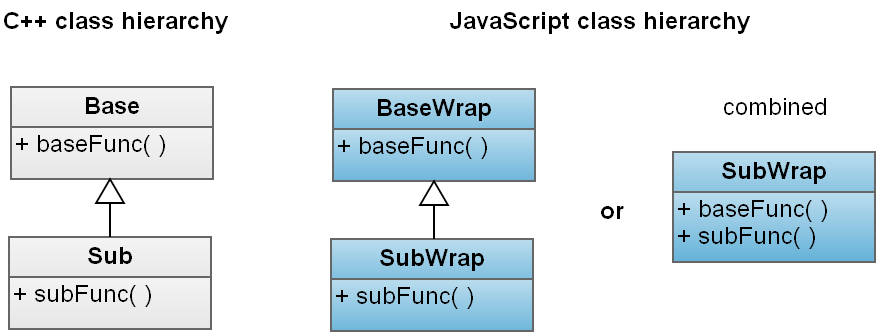 C++ class hierarchy
JavaScript class hierarchy
Base
+ baseFunc( )
Sub
+ subFunc( )
BaseWrap
+ baseFunc( )
SubWrap
+ subFunc( )
or
combined
SubWrap
+ baseFunc( )
+ subFunc( )